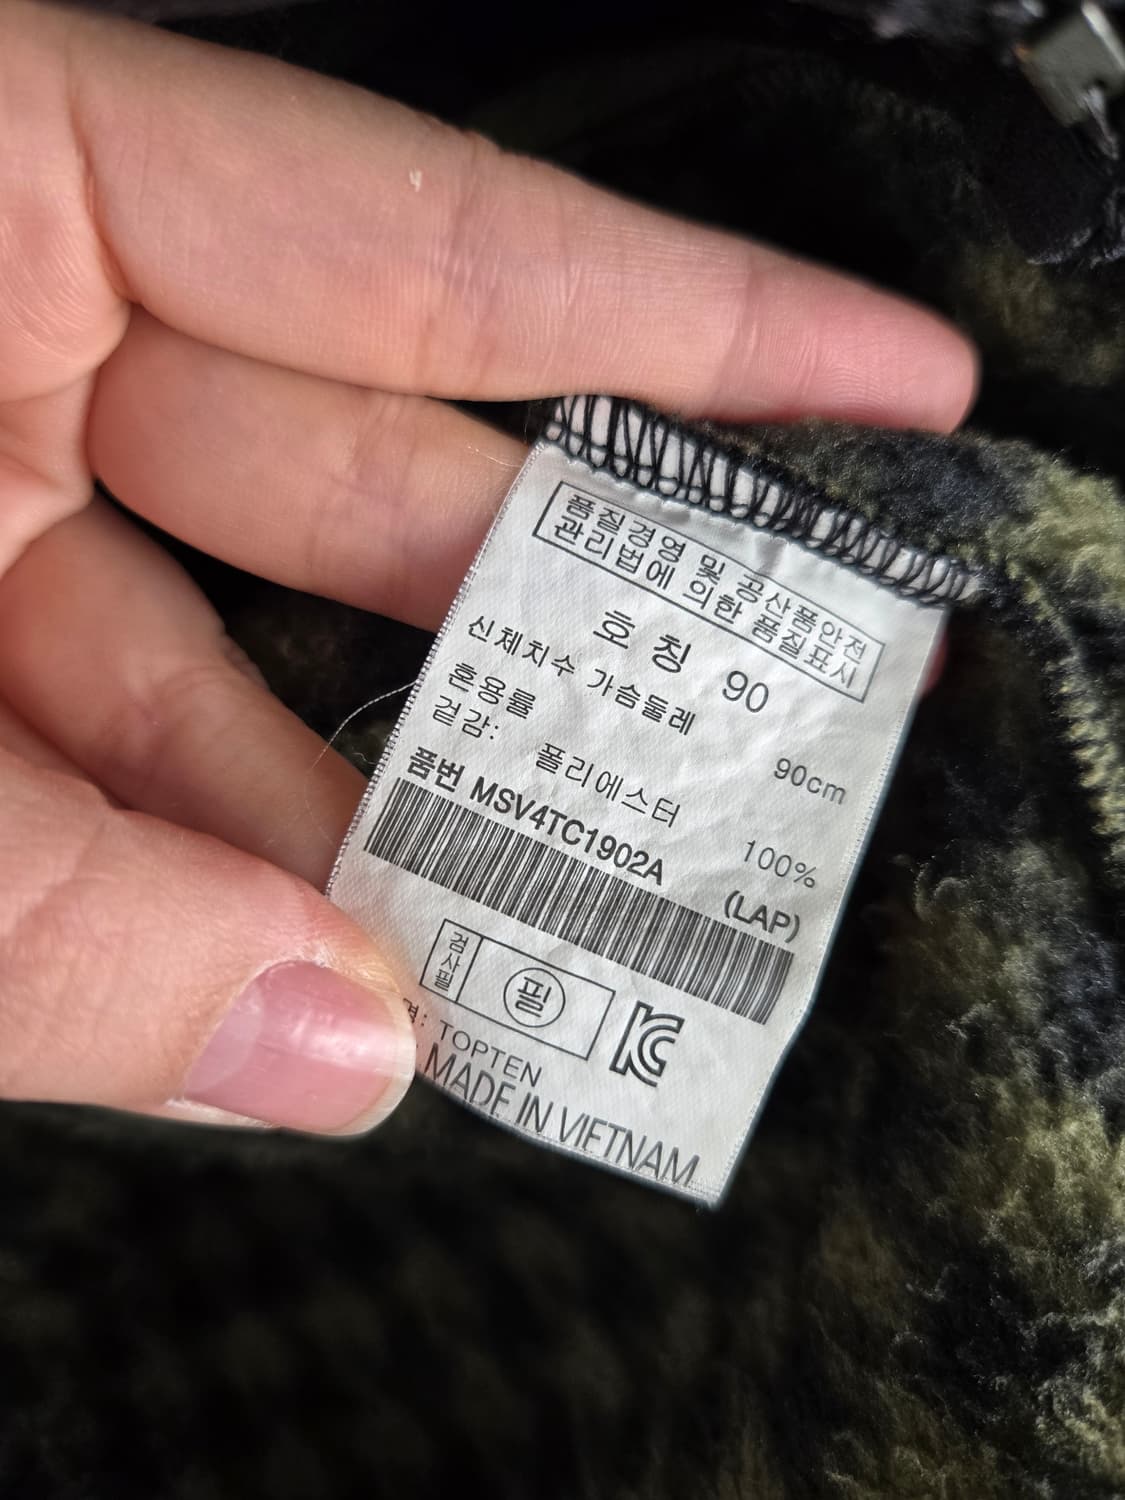 품질경영 및 공산품안전
관리법에 의한 품질표시
호칭 90
신체치수 가슴둘레 90cm
혼용률
겉감: 폴리에스터 100%
품번 MSV4TC1902A (LAP)
검사필 필
KC
명: TOPTEN
MADE IN VIETNAM